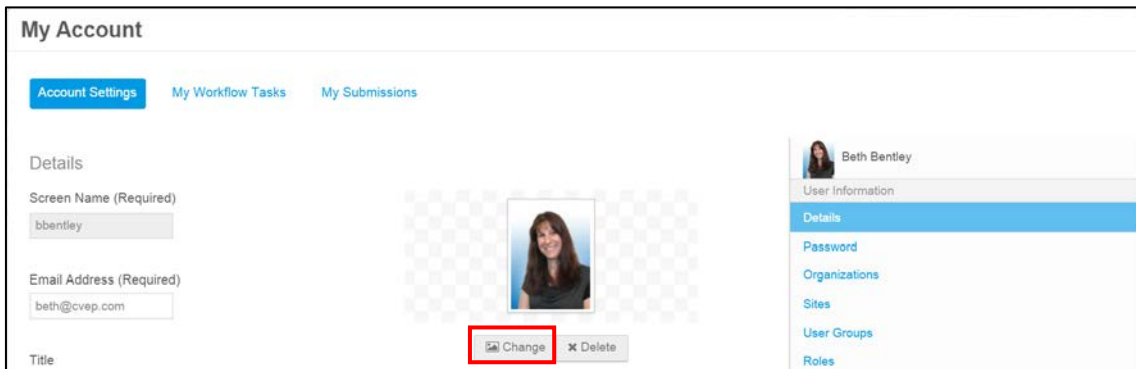 My Account
Account Settings My Workflow Tasks My Submissions
Details
Screen Name (Required)
bbentley
Email Address (Required)
beth@cvep.com
Title
Change ✖ Delete
Beth Bentley
User Information
Details
Password
Organizations
Sites
User Groups
Roles